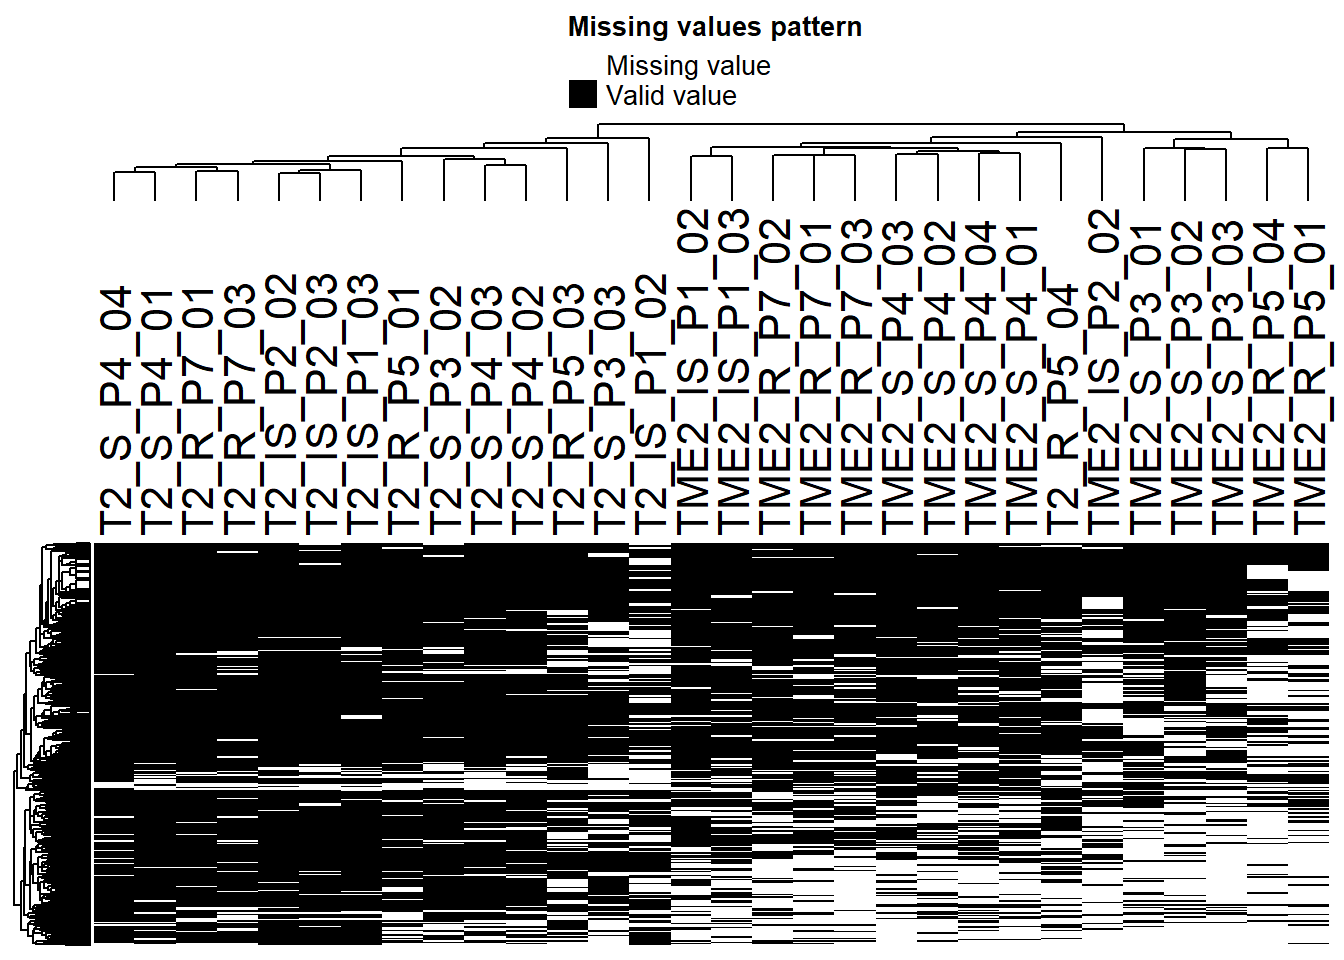 Missing values pattern
Missing value
Valid value
T2_S_P4_04
T2_S_P4_01
T2_R_P7_01
T2_R_P7_03
T2_IS_P2_02
T2_IS_P2_03
T2_IS_P1_03
T2_R_P5_01
T2_S_P3_02
T2_S_P4_03
T2_S_P4_02
T2_R_P5_03
T2_S_P3_03
T2_IS_P1_02
TME2_IS_P1_02
TME2_IS_P1_03
TME2_R_P7_02
TME2_R_P7_01
TME2_R_P7_03
TME2_S_P4_03
TME2_S_P4_02
TME2_S_P4_04
TME2_S_P4_01
T2_R_P5_04_
TME2_IS_P2_02
TME2_S_P3_01
TME2_S_P3_02
TME2_S_P3_03
TME2_R_P5_04
TME2_R_P5_01